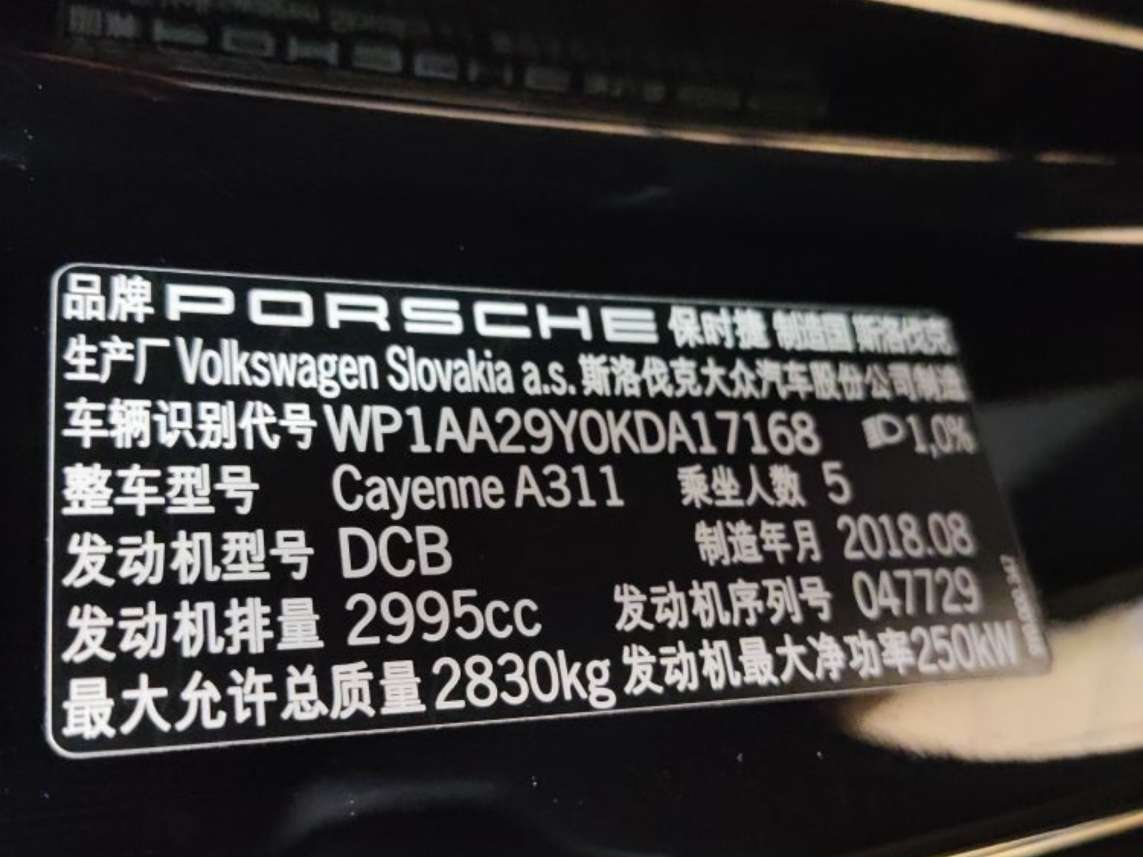 品牌 PORSCHE 保时捷 制造国 斯洛伐克
生产厂 Volkswagen Slovakia a.s. 斯洛伐克大众汽车股份公司制造
车辆识别代号 WP1AA29Y0KDA17168 1,0%
整车型号 Cayenne A311 乘坐人数 5
发动机型号 DCB 制造年月 2018.08
发动机排量 2995cc 发动机序列号 047729
最大允许总质量 2830kg 发动机最大净功率 250kW